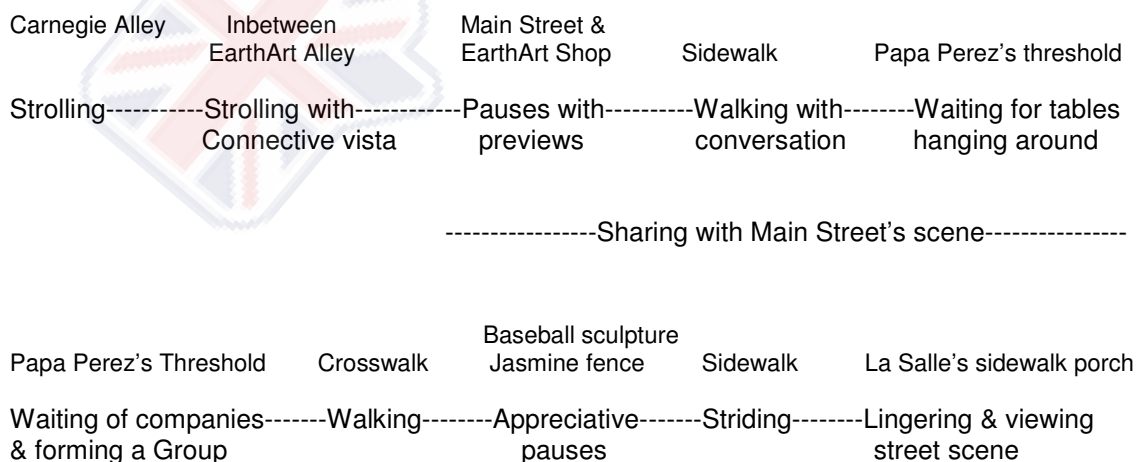 Carnegie Alley Inbetween Main Street &
EarthArt Alley EarthArt Shop Sidewalk Papa Perez’s threshold
Strolling-----------Strolling with------------Pauses with----------Walking with--------Waiting for tables
Connective vista previews conversation hanging around
-----------------Sharing with Main Street’s scene----------------
Baseball sculpture
Papa Perez’s Threshold Crosswalk Jasmine fence Sidewalk La Salle’s sidewalk porch
Waiting of companies-------Walking--------Appreciative-------Striding--------Lingering & viewing
& forming a Group pauses street scene